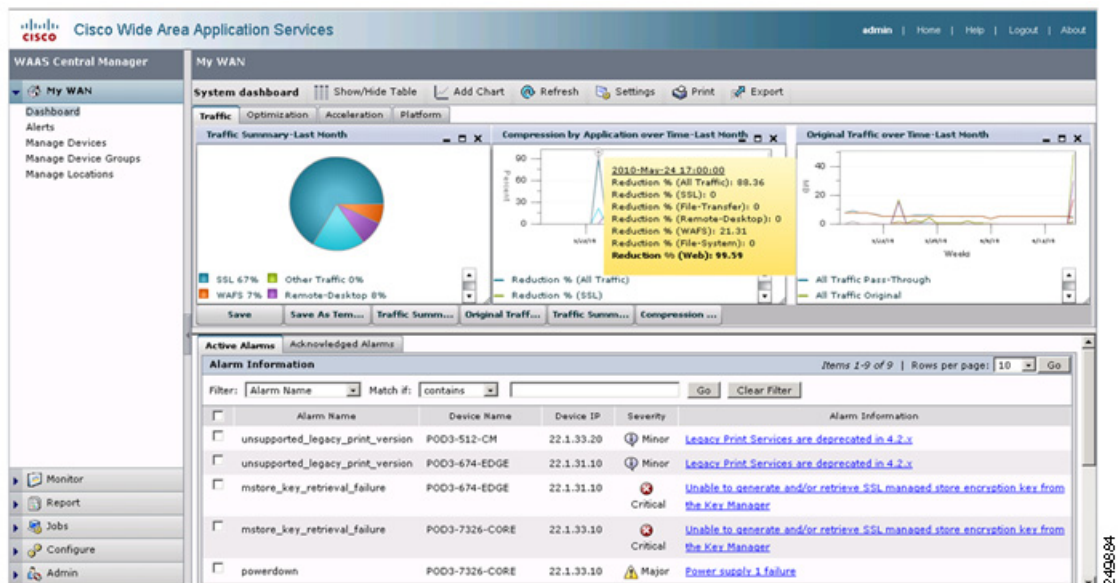 CISCO
Cisco Wide Area Application Services
admin | Home | Help | Logout | About
WAAS Central Manager
My WAN
My WAN
Dashboard
Alerts
Manage Devices
Manage Device Groups
Manage Locations
Monitor
Report
Jobs
Configure
Admin
System dashboard Show/Hide Table Add Chart Refresh Settings Print Export
Traffic Optimization Acceleration Platform
Traffic Summary-Last Month
SSL 67% Other Traffic 0%
WAFS 7% Remote-Desktop 8%
Compression by Application over Time-Last Month
90
60
30
0
Percent
2010-May-24 17:00:00
Reduction % (All Traffic): 88.36
Reduction % (SSL): 0
Reduction % (File-Transfer): 0
Reduction % (Remote-Desktop): 0
Reduction % (WAFS): 21.31
Reduction % (File-System): 0
Reduction % (Web): 99.59
Reduction % (All Traffic)
Reduction % (SSL)
Original Traffic over Time-Last Month
40
20
0
MB
Weeks
All Traffic Pass-Through
All Traffic Original
Save Save As Tem... Traffic Summ... Original Traff... Traffic Summ... Compression ...
Active Alarms Acknowledged Alarms
Alarm Information Items 1-9 of 9 | Rows per page: 10 Go
Filter: Alarm Name Match if: contains Go Clear Filter
Alarm Name Device Name Device IP Severity Alarm Information
unsupported_legacy_print_version POD3-512-CM 22.1.33.20 Minor Legacy Print Services are deprecated in 4.2.x
unsupported_legacy_print_version POD3-674-EDGE 22.1.31.10 Minor Legacy Print Services are deprecated in 4.2.x
mstore_key_retrieval_failure POD3-674-EDGE 22.1.31.10 Critical Unable to generate and/or retrieve SSL managed store encryption key from
the Key Manager
mstore_key_retrieval_failure POD3-7326-CORE 22.1.33.10 Critical Unable to generate and/or retrieve SSL managed store encryption key from
the Key Manager
powerdown POD3-7326-CORE 22.1.33.10 Major Power supply 1 failure
249884